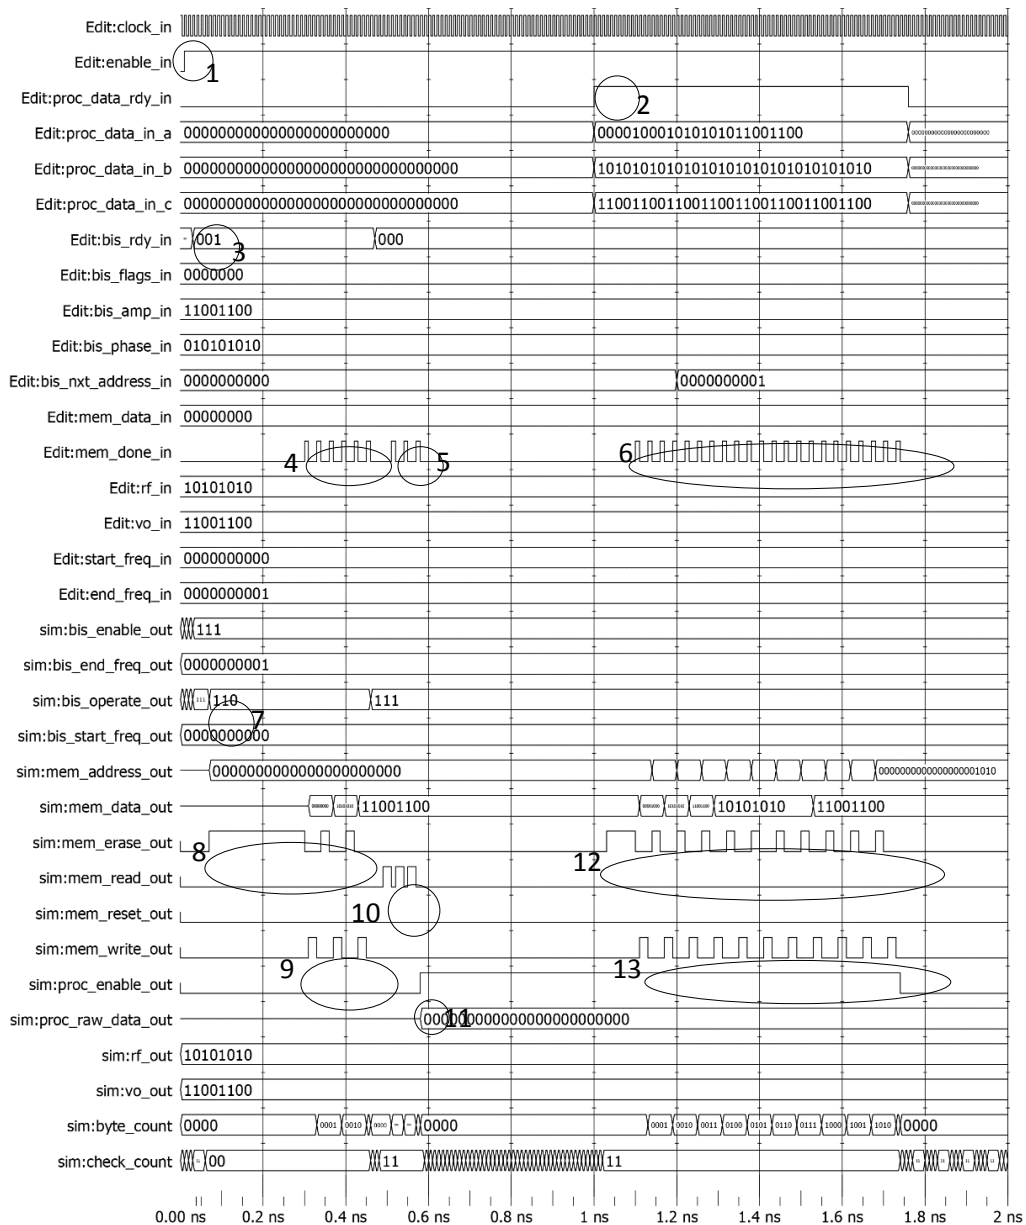 Edit:clock_in
Edit:enable_in
1
Edit:proc_data_rdy_in
2
Edit:proc_data_in_a 000000000000000000000000 000010001010101011001100
Edit:proc_data_in_b 00000000000000000000000000000000 10101010101010101010101010101010
Edit:proc_data_in_c 00000000000000000000000000000000 11001100110011001100110011001100
Edit:bis_rdy_in 001 000
3
Edit:bis_flags_in 0000000
Edit:bis_amp_in 11001100
Edit:bis_phase_in 010101010
Edit:bis_nxt_address_in 0000000000 0000000001
Edit:mem_data_in 00000000
Edit:mem_done_in
4 5 6
Edit:rf_in 10101010
Edit:vo_in 11001100
Edit:start_freq_in 0000000000
Edit:end_freq_in 0000000001
sim:bis_enable_out 111
sim:bis_end_freq_out 0000000001
sim:bis_operate_out 111 110 111
7
sim:bis_start_freq_out 0000000000
sim:mem_address_out 0000000000000000000000 0000000000000000001010
sim:mem_data_out 11001100 10101010 11001100
sim:mem_erase_out
8 12
sim:mem_read_out
sim:mem_reset_out
10
sim:mem_write_out
9 13
sim:proc_enable_out
sim:proc_raw_data_out 000000000000000000000000
11
sim:rf_out 10101010
sim:vo_out 11001100
sim:byte_count 0000 0001 0010 0000 0000 0001 0010 0011 0100 0101 0110 0111 1000 1001 1010 0000
sim:check_count 00 11 11
0.00 ns 0.2 ns 0.4 ns 0.6 ns 0.8 ns 1 ns 1.2 ns 1.4 ns 1.6 ns 1.8 ns 2 ns